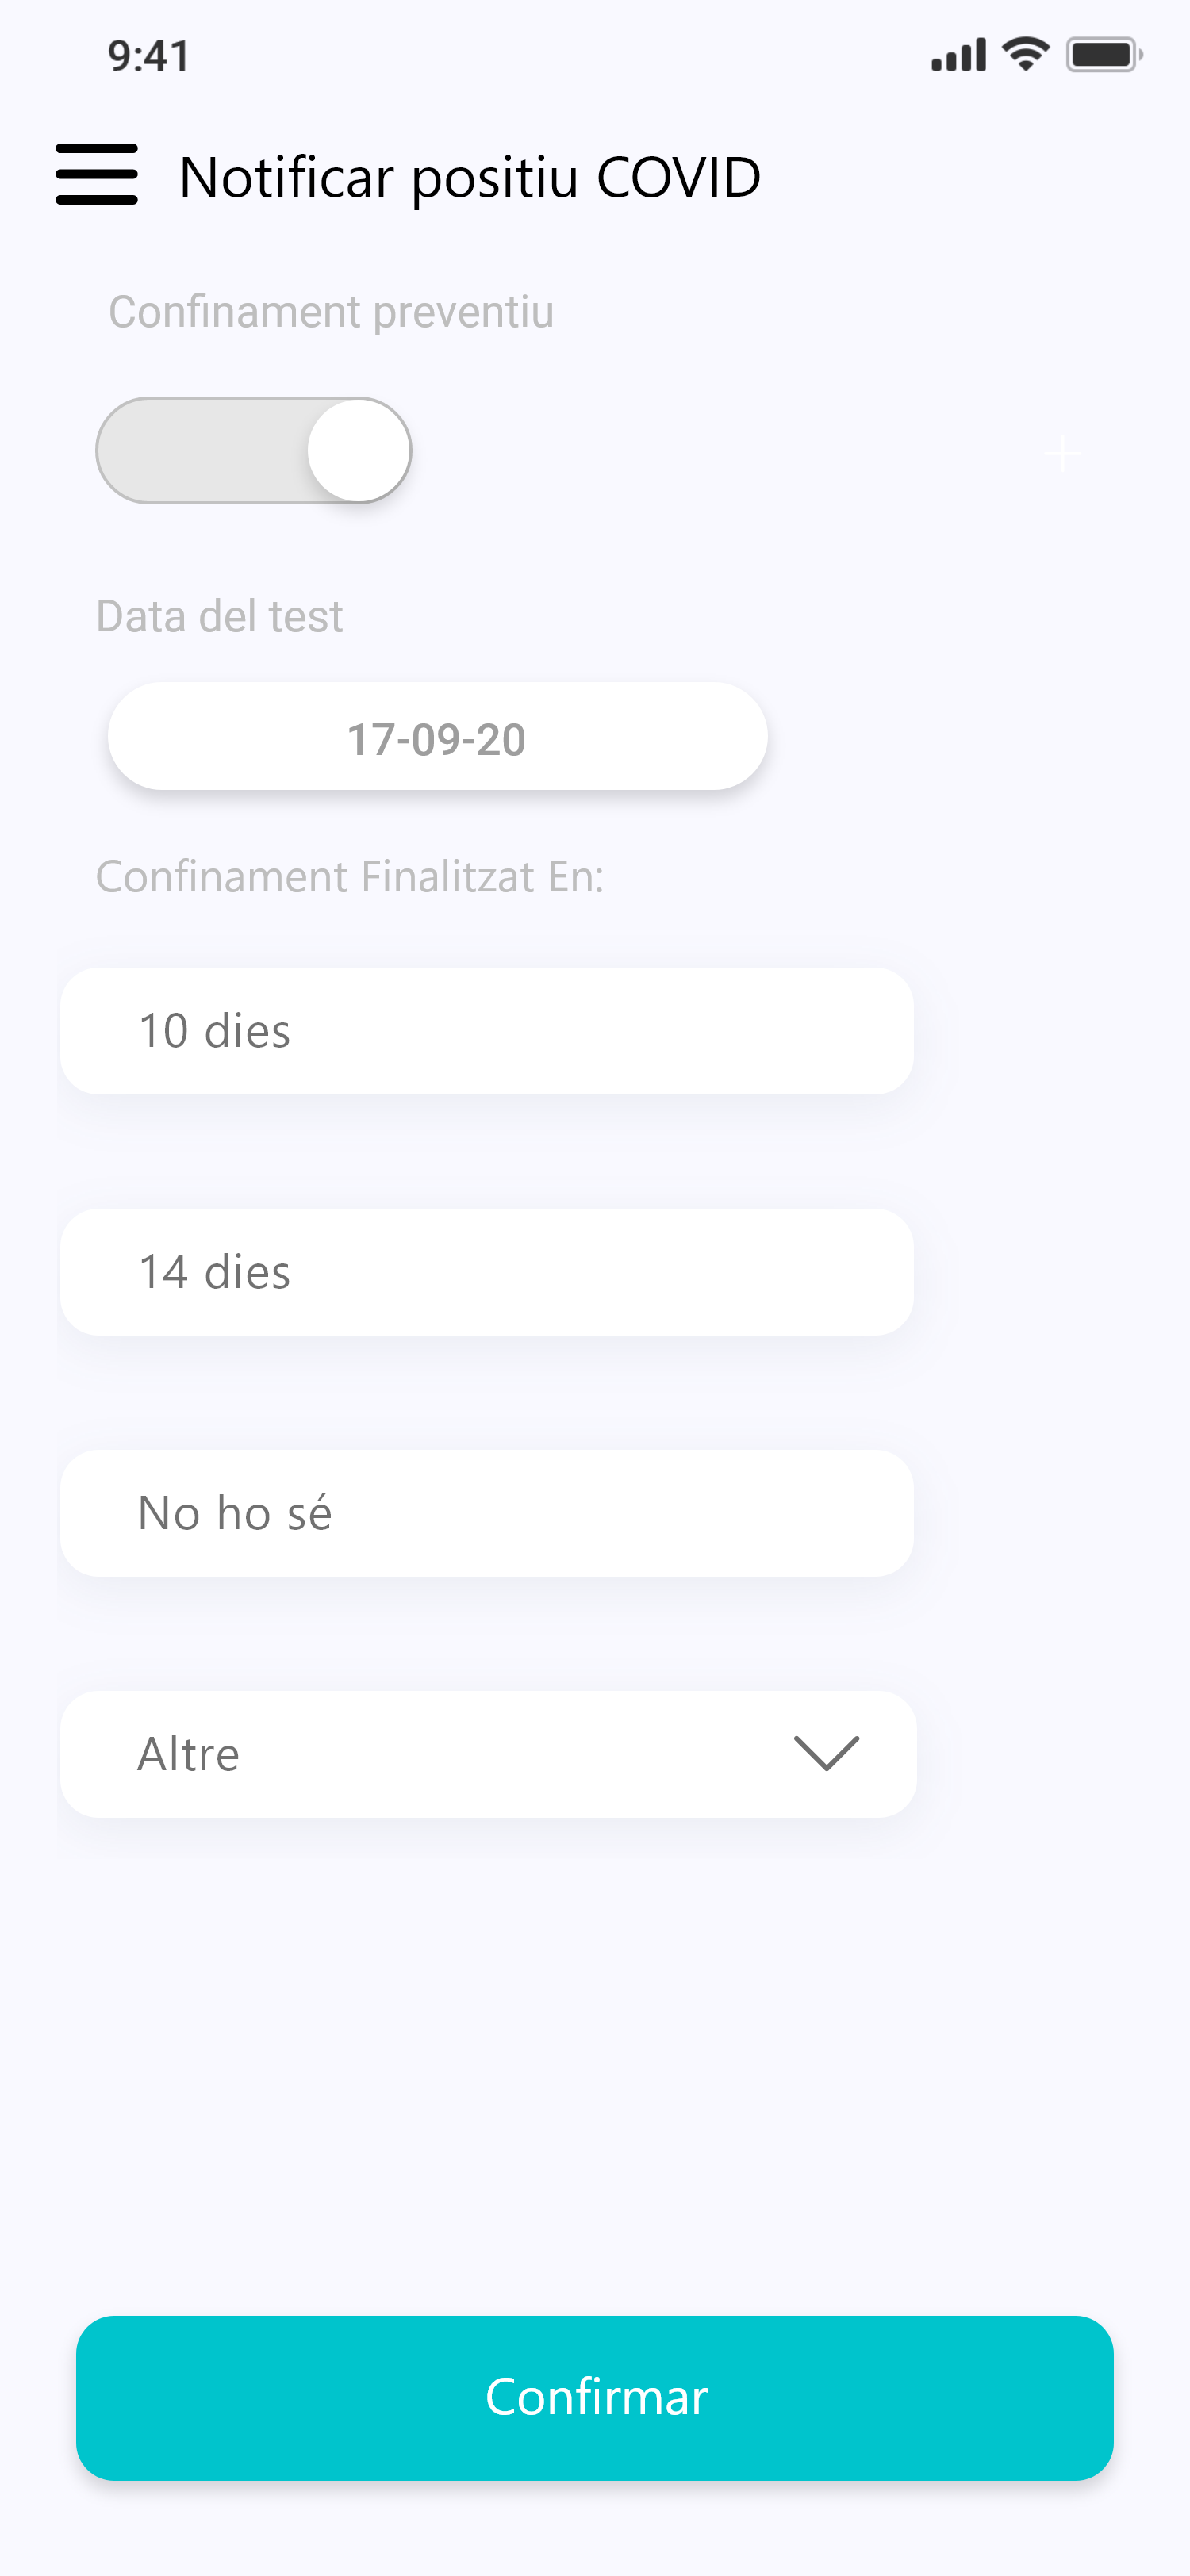 9:41
Notificar positiu COVID
Confinament preventiu
Data del test
17-09-20
Confinament Finalitzat En:
10 dies
14 dies
No ho sé
Altre
Confirmar